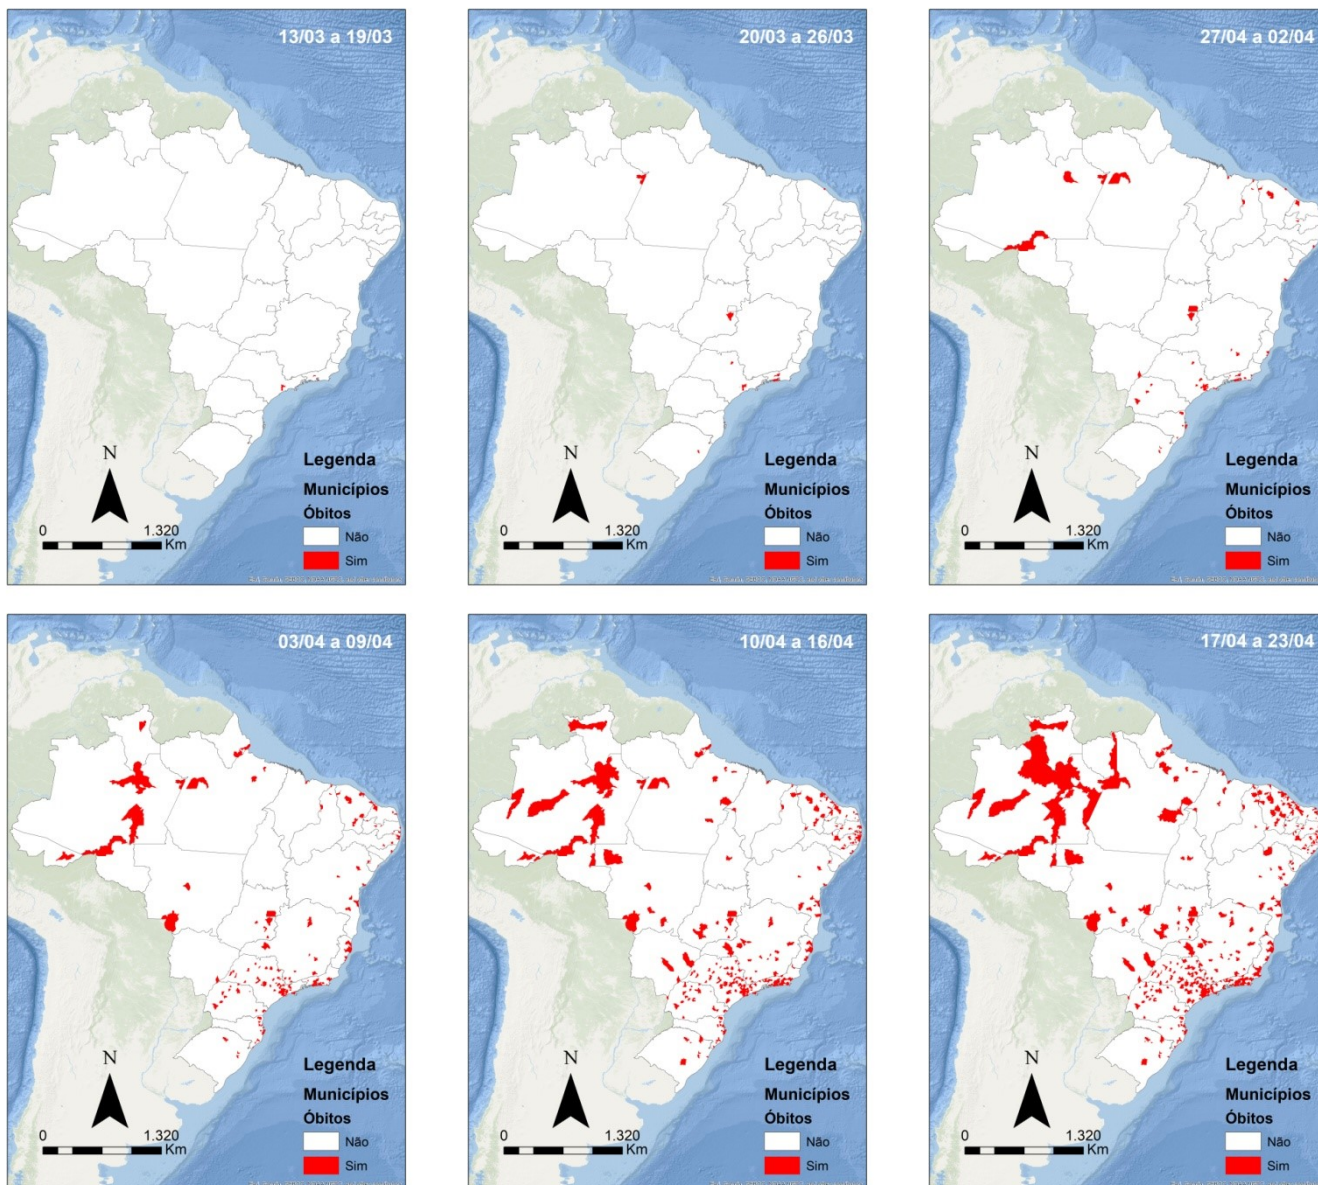 13/03 a 19/03
N
0 1.320
Km
Legenda
Municípios
Óbitos
Não
Sim
20/03 a 26/03
N
0 1.320
Km
Legenda
Municípios
Óbitos
Não
Sim
27/04 a 02/04
N
0 1.320
Km
Legenda
Municípios
Óbitos
Não
Sim
03/04 a 09/04
N
0 1.320
Km
Legenda
Municípios
Óbitos
Não
Sim
10/04 a 16/04
N
0 1.320
Km
Legenda
Municípios
Óbitos
Não
Sim
17/04 a 23/04
N
0 1.320
Km
Legenda
Municípios
Óbitos
Não
Sim